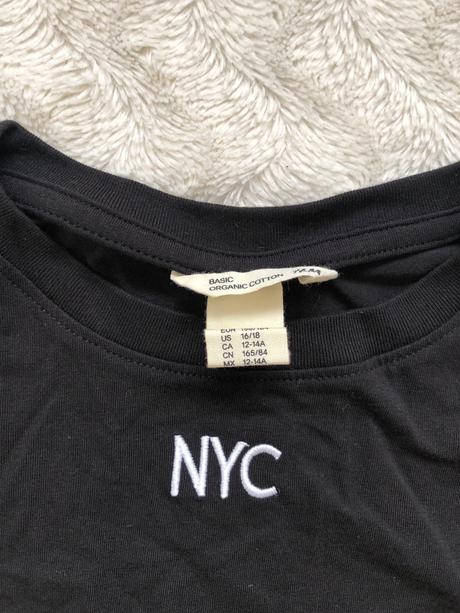 BASIC
ORGANIC COTTON
US 16/18
CA 12-14A
CN 165/84
MX 12-14A
NYC